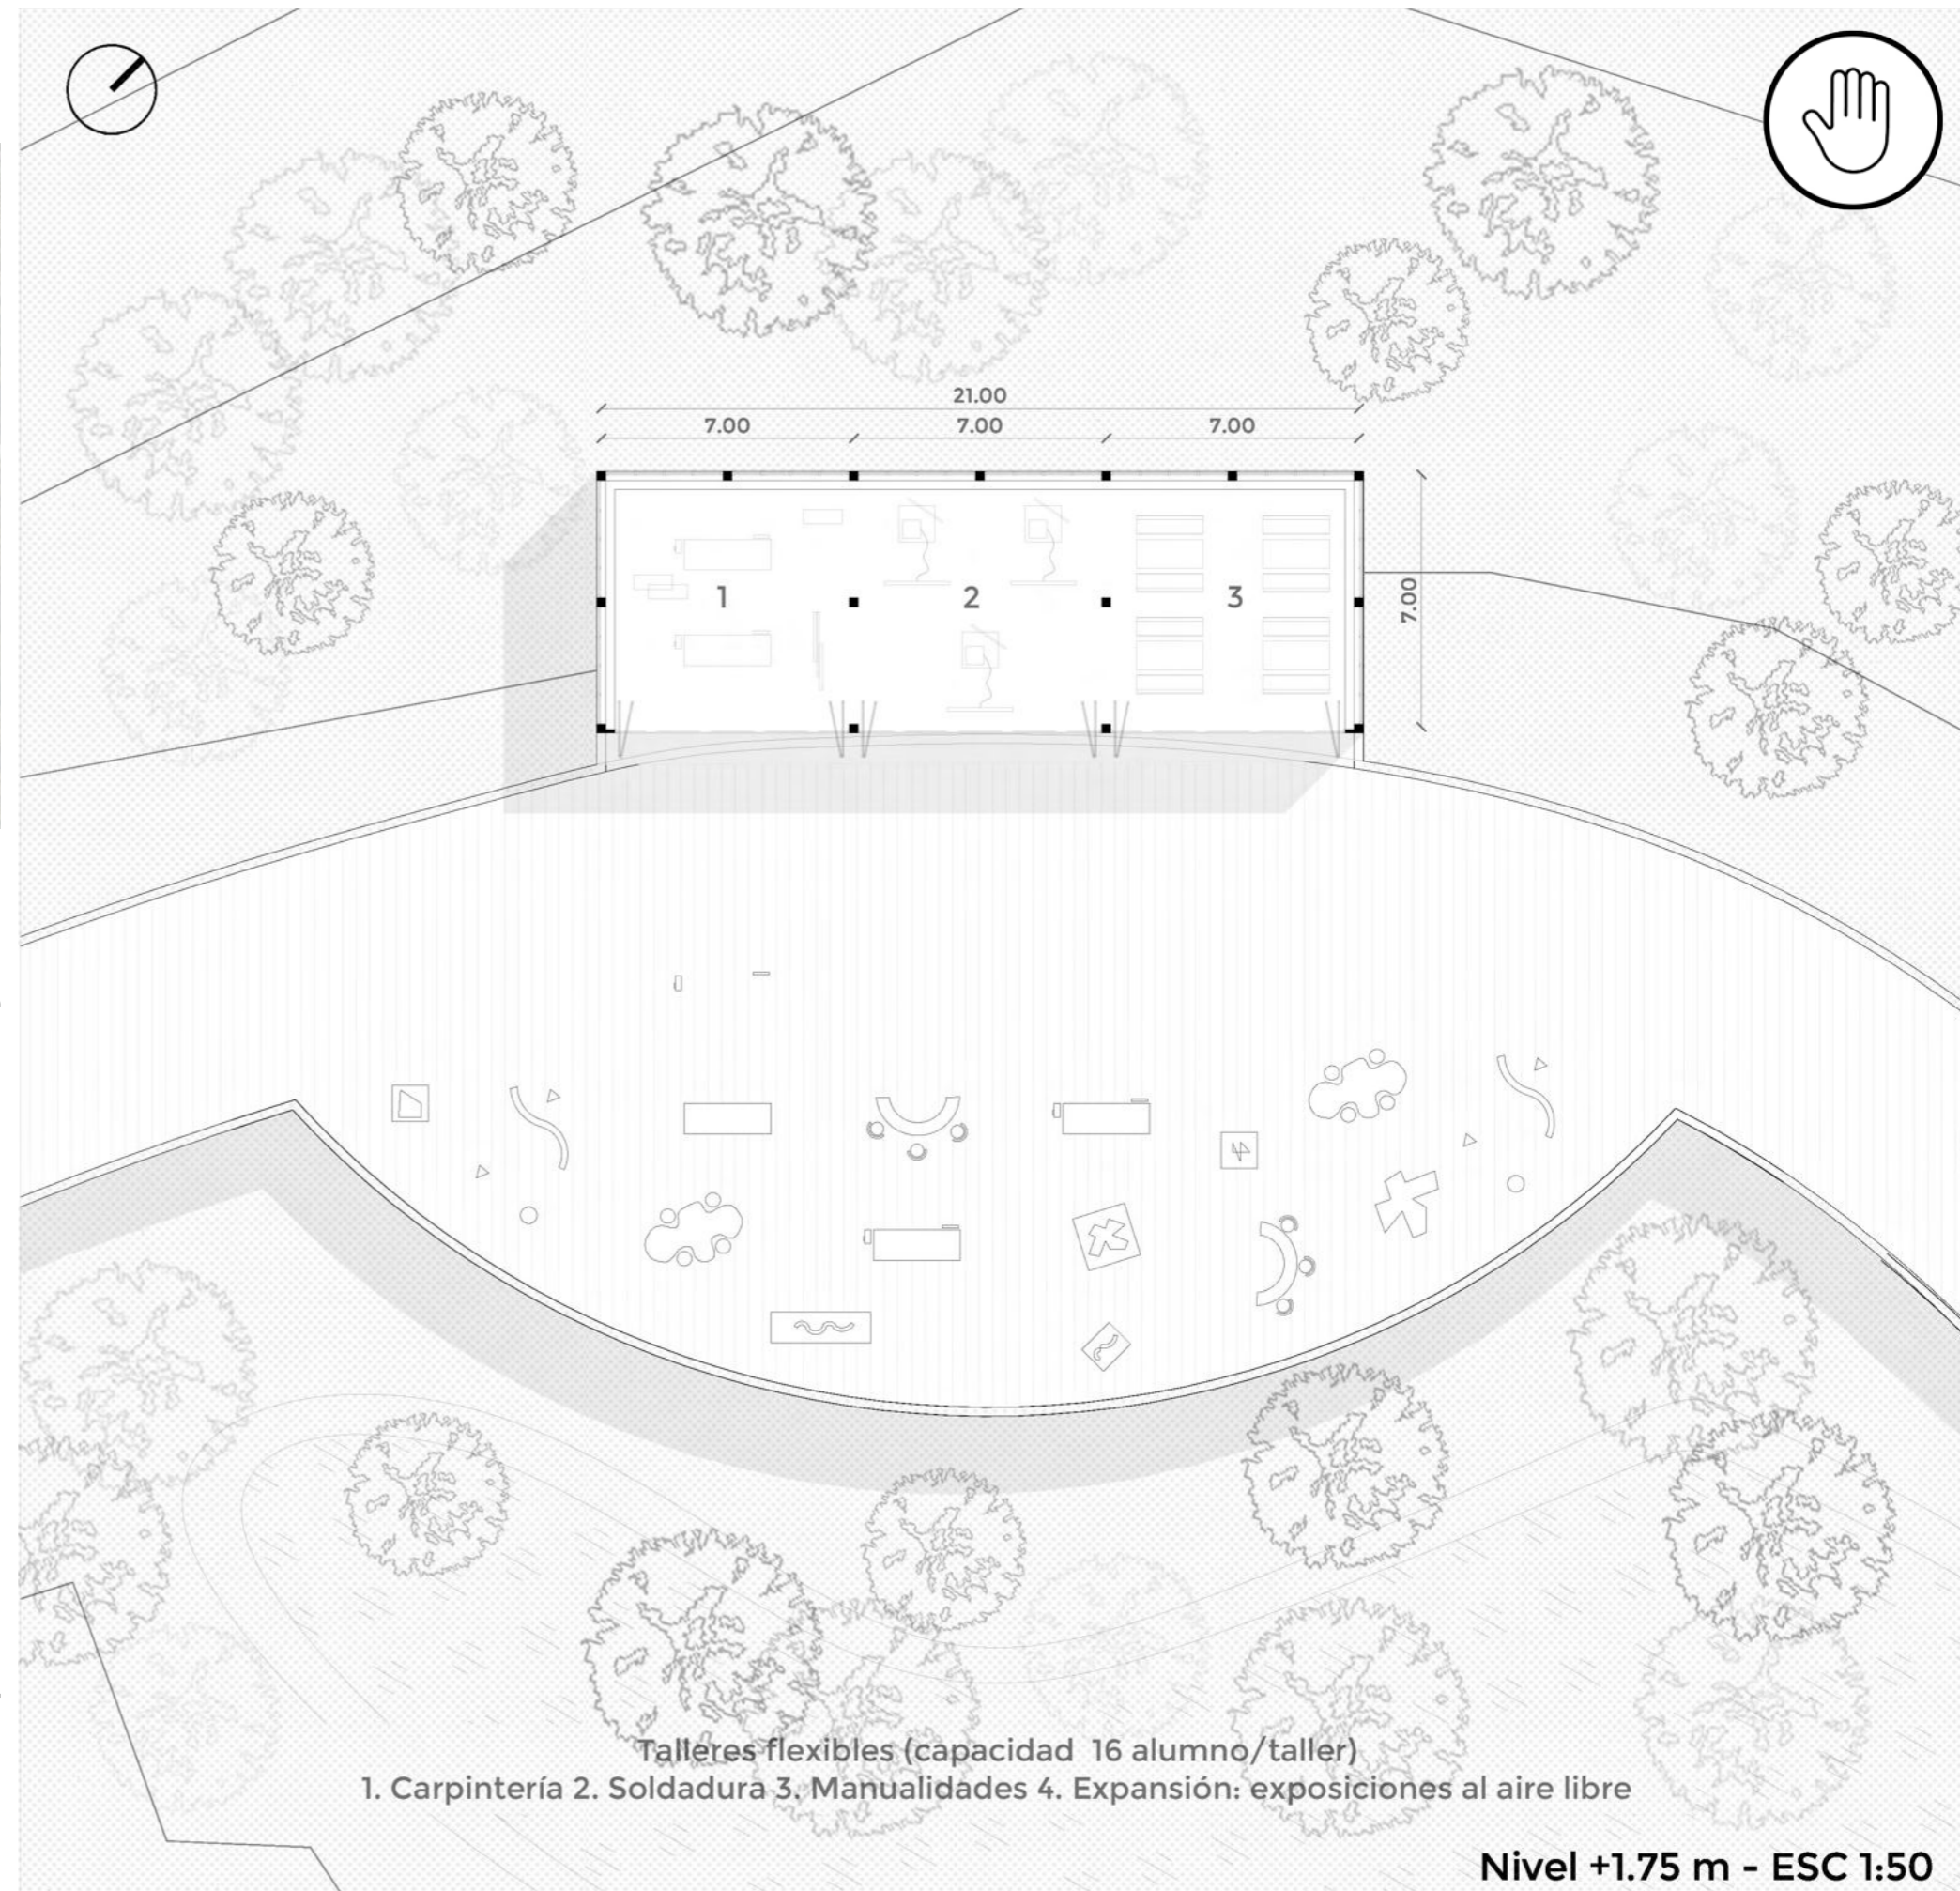 21.00
7.00 7.00 7.00
1 2 3
7.00
Talleres flexibles (capacidad 16 alumno/taller)
1. Carpintería 2. Soldadura 3. Manualidades 4. Expansión: exposiciones al aire libre
Nivel +1.75 m - ESC 1:50